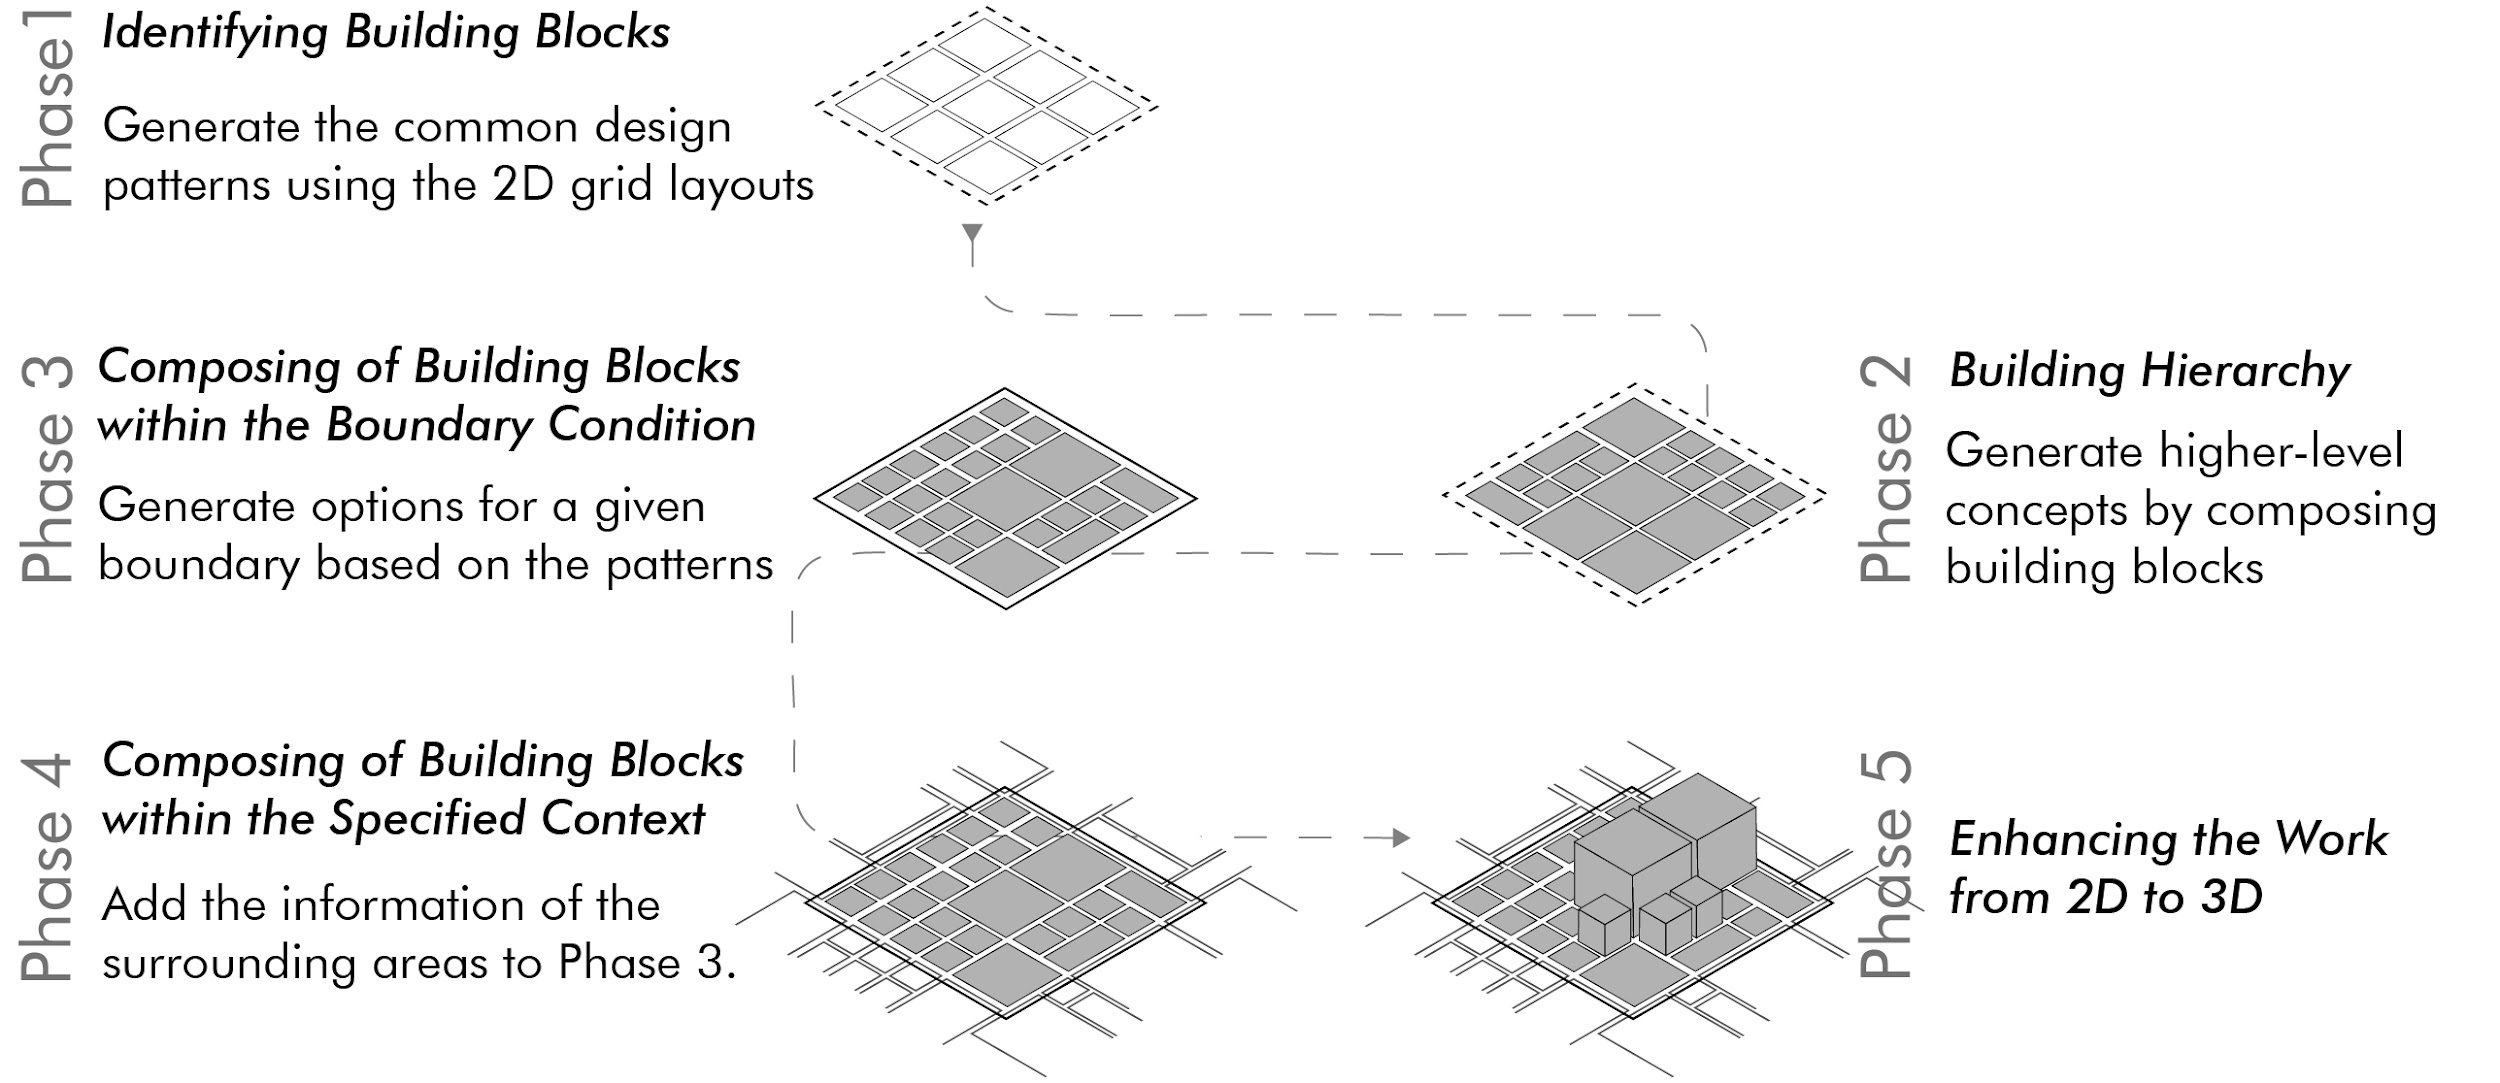 Phase 1
Identifying Building Blocks
Generate the common design
patterns using the 2D grid layouts
Phase 2
Building Hierarchy
Generate higher-level
concepts by composing
building blocks
Phase 3
Composing of Building Blocks
within the Boundary Condition
Generate options for a given
boundary based on the patterns
Phase 4
Composing of Building Blocks
within the Specified Context
Add the information of the
surrounding areas to Phase 3.
Phase 5
Enhancing the Work
from 2D to 3D